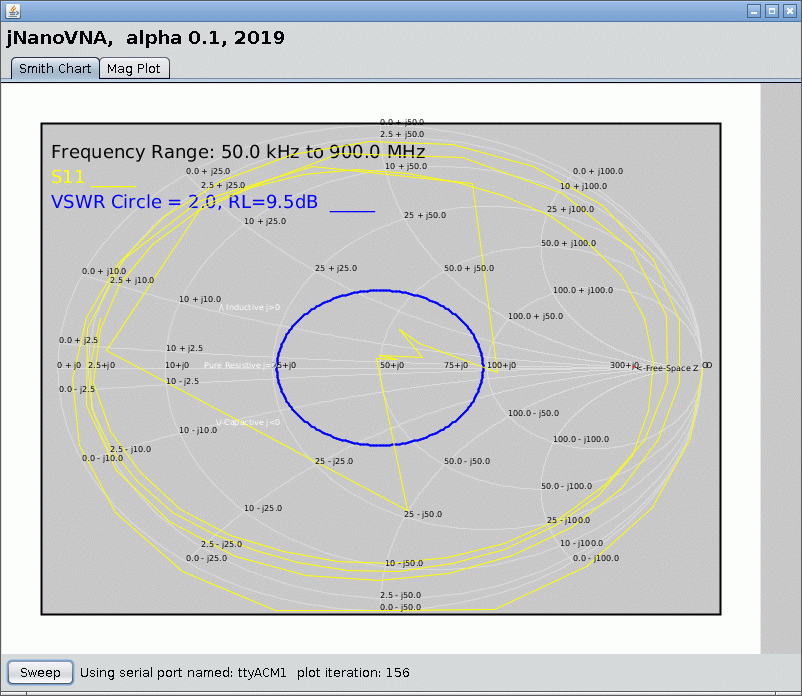 jNanoVNA, alpha 0.1, 2019
Smith Chart Mag Plot
0.0 + j50.0
2.5 + j50.0
Frequency Range: 50.0 kHz to 900.0 MHz
10 + j50.0
0.0 + j25.0 0.0 + j100.0
S11
2.5 + j25.0 10 + j100.0
VSWR Circle = 2.0, RL=9.5dB
25 + j100.0
10 + j25.0 25 + j50.0
50.0 + j100.0
0.0 + j10.0 25 + j25.0 50.0 + j50.0
2.5 + j10.0
100.0 + j100.0
10 + j10.0
Λ Inductive j>0
100.0 + j50.0
0.0 + j2.5
10 + j2.5
0 + j0 2.5+j0 10+j0 Pure Resistive 25+j0 50+j0 75+j0 100+j0 300+j0 <-Free-Space Z
10 - j2.5
0.0 - j2.5
100.0 - j50.0
V Capacitive j<0
10 - j10.0
100.0 - j100.0
2.5 - j10.0
0.0 - j10.0 25 - j25.0 50.0 - j50.0
50.0 - j100.0
10 - j25.0 25 - j50.0
25 - j100.0
2.5 - j25.0 10 - j100.0
0.0 - j25.0 0.0 - j100.0
10 - j50.0
2.5 - j50.0
0.0 - j50.0
Sweep Using serial port named: ttyACM1 plot iteration: 156